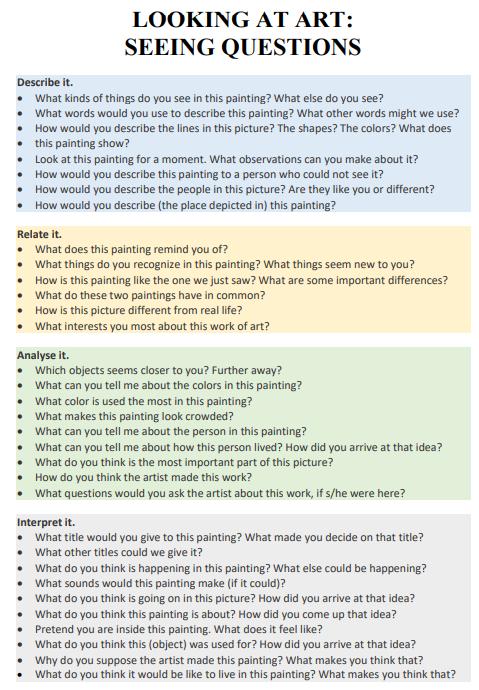 LOOKING AT ART:
SEEING QUESTIONS
Describe it.
• What kinds of things do you see in this painting? What else do you see?
• What words would you use to describe this painting? What other words might we use?
• How would you describe the lines in this picture? The shapes? The colors? What does
• this painting show?
• Look at this painting for a moment. What observations can you make about it?
• How would you describe this painting to a person who could not see it?
• How would you describe the people in this picture? Are they like you or different?
• How would you describe (the place depicted in) this painting?
Relate it.
• What does this painting remind you of?
• What things do you recognize in this painting? What things seem new to you?
• How is this painting like the one we just saw? What are some important differences?
• What do these two paintings have in common?
• How is this picture different from real life?
• What interests you most about this work of art?
Analyse it.
• Which objects seems closer to you? Further away?
• What can you tell me about the colors in this painting?
• What color is used the most in this painting?
• What makes this painting look crowded?
• What can you tell me about the person in this painting?
• What can you tell me about how this person lived? How did you arrive at that idea?
• What do you think is the most important part of this picture?
• How do you think the artist made this work?
• What questions would you ask the artist about this work, if s/he were here?
Interpret it.
• What title would you give to this painting? What made you decide on that title?
• What other titles could we give it?
• What do you think is happening in this painting? What else could be happening?
• What sounds would this painting make (if it could)?
• What do you think is going on in this picture? How did you arrive at that idea?
• What do you think this painting is about? How did you come up that idea?
• Pretend you are inside this painting. What does it feel like?
• What do you think this (object) was used for? How did you arrive at that idea?
• Why do you suppose the artist made this painting? What makes you think that?
• What do you think it would be like to live in this painting? What makes you think that?